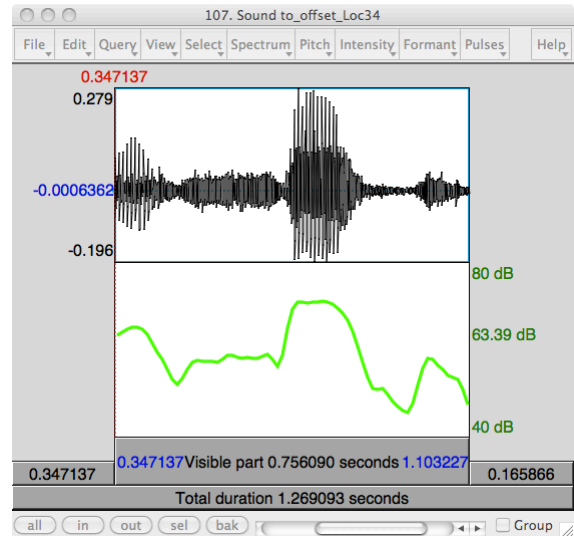 107. Sound to_offset_Loc34
File Edit Query View Select Spectrum Pitch Intensity Formant Pulses Help
0.347137
0.279
-0.0006362
-0.196
80 dB
63.39 dB
40 dB
0.347137 Visible part 0.756090 seconds 1.103227
0.347137 0.165866
Total duration 1.269093 seconds
all in out sel bak Group